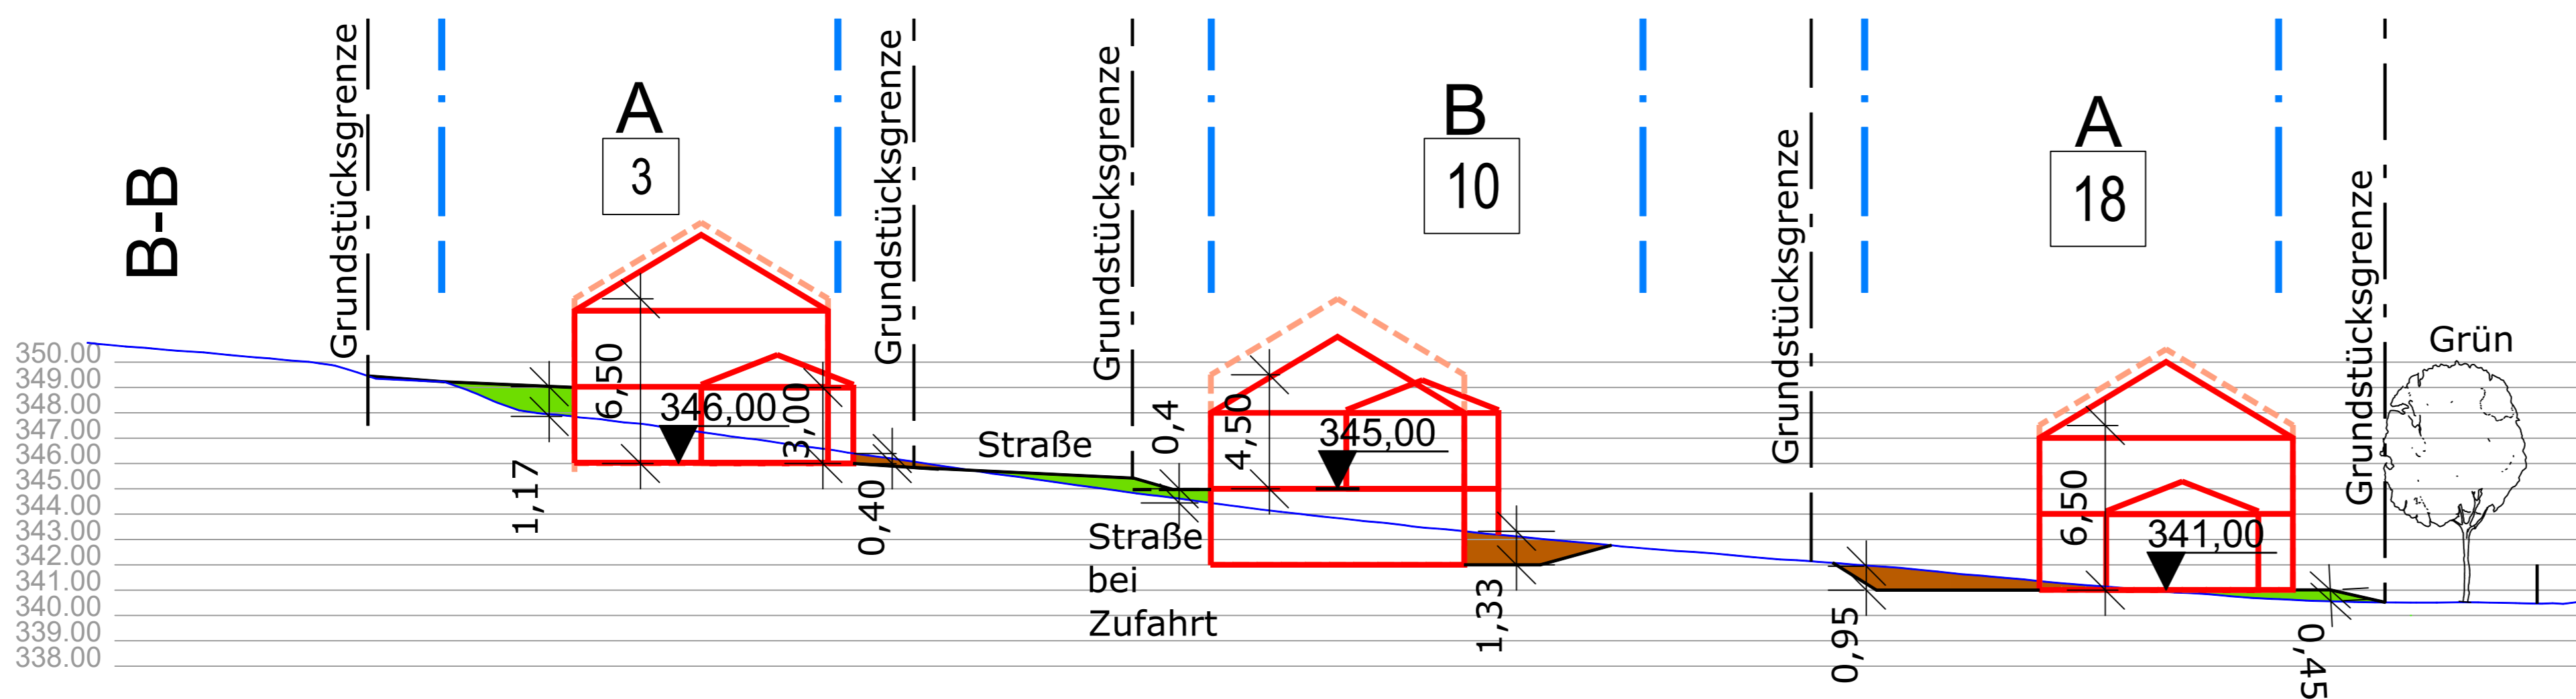 B-B
Grundstücksgrenze
A
3
Grundstücksgrenze
Grundstücksgrenze
B
10
Grundstücksgrenze
A
18
Grundstücksgrenze
Grün
350.00
349.00
348.00
347.00
346.00
345.00
344.00
343.00
342.00
341.00
340.00
339.00
338.00
1,17
6,50
346,00
3,00
0,40
Straße
0,4
Straße
bei
Zufahrt
4,50
345,00
1,33
0,95
6,50
341,00
0,45